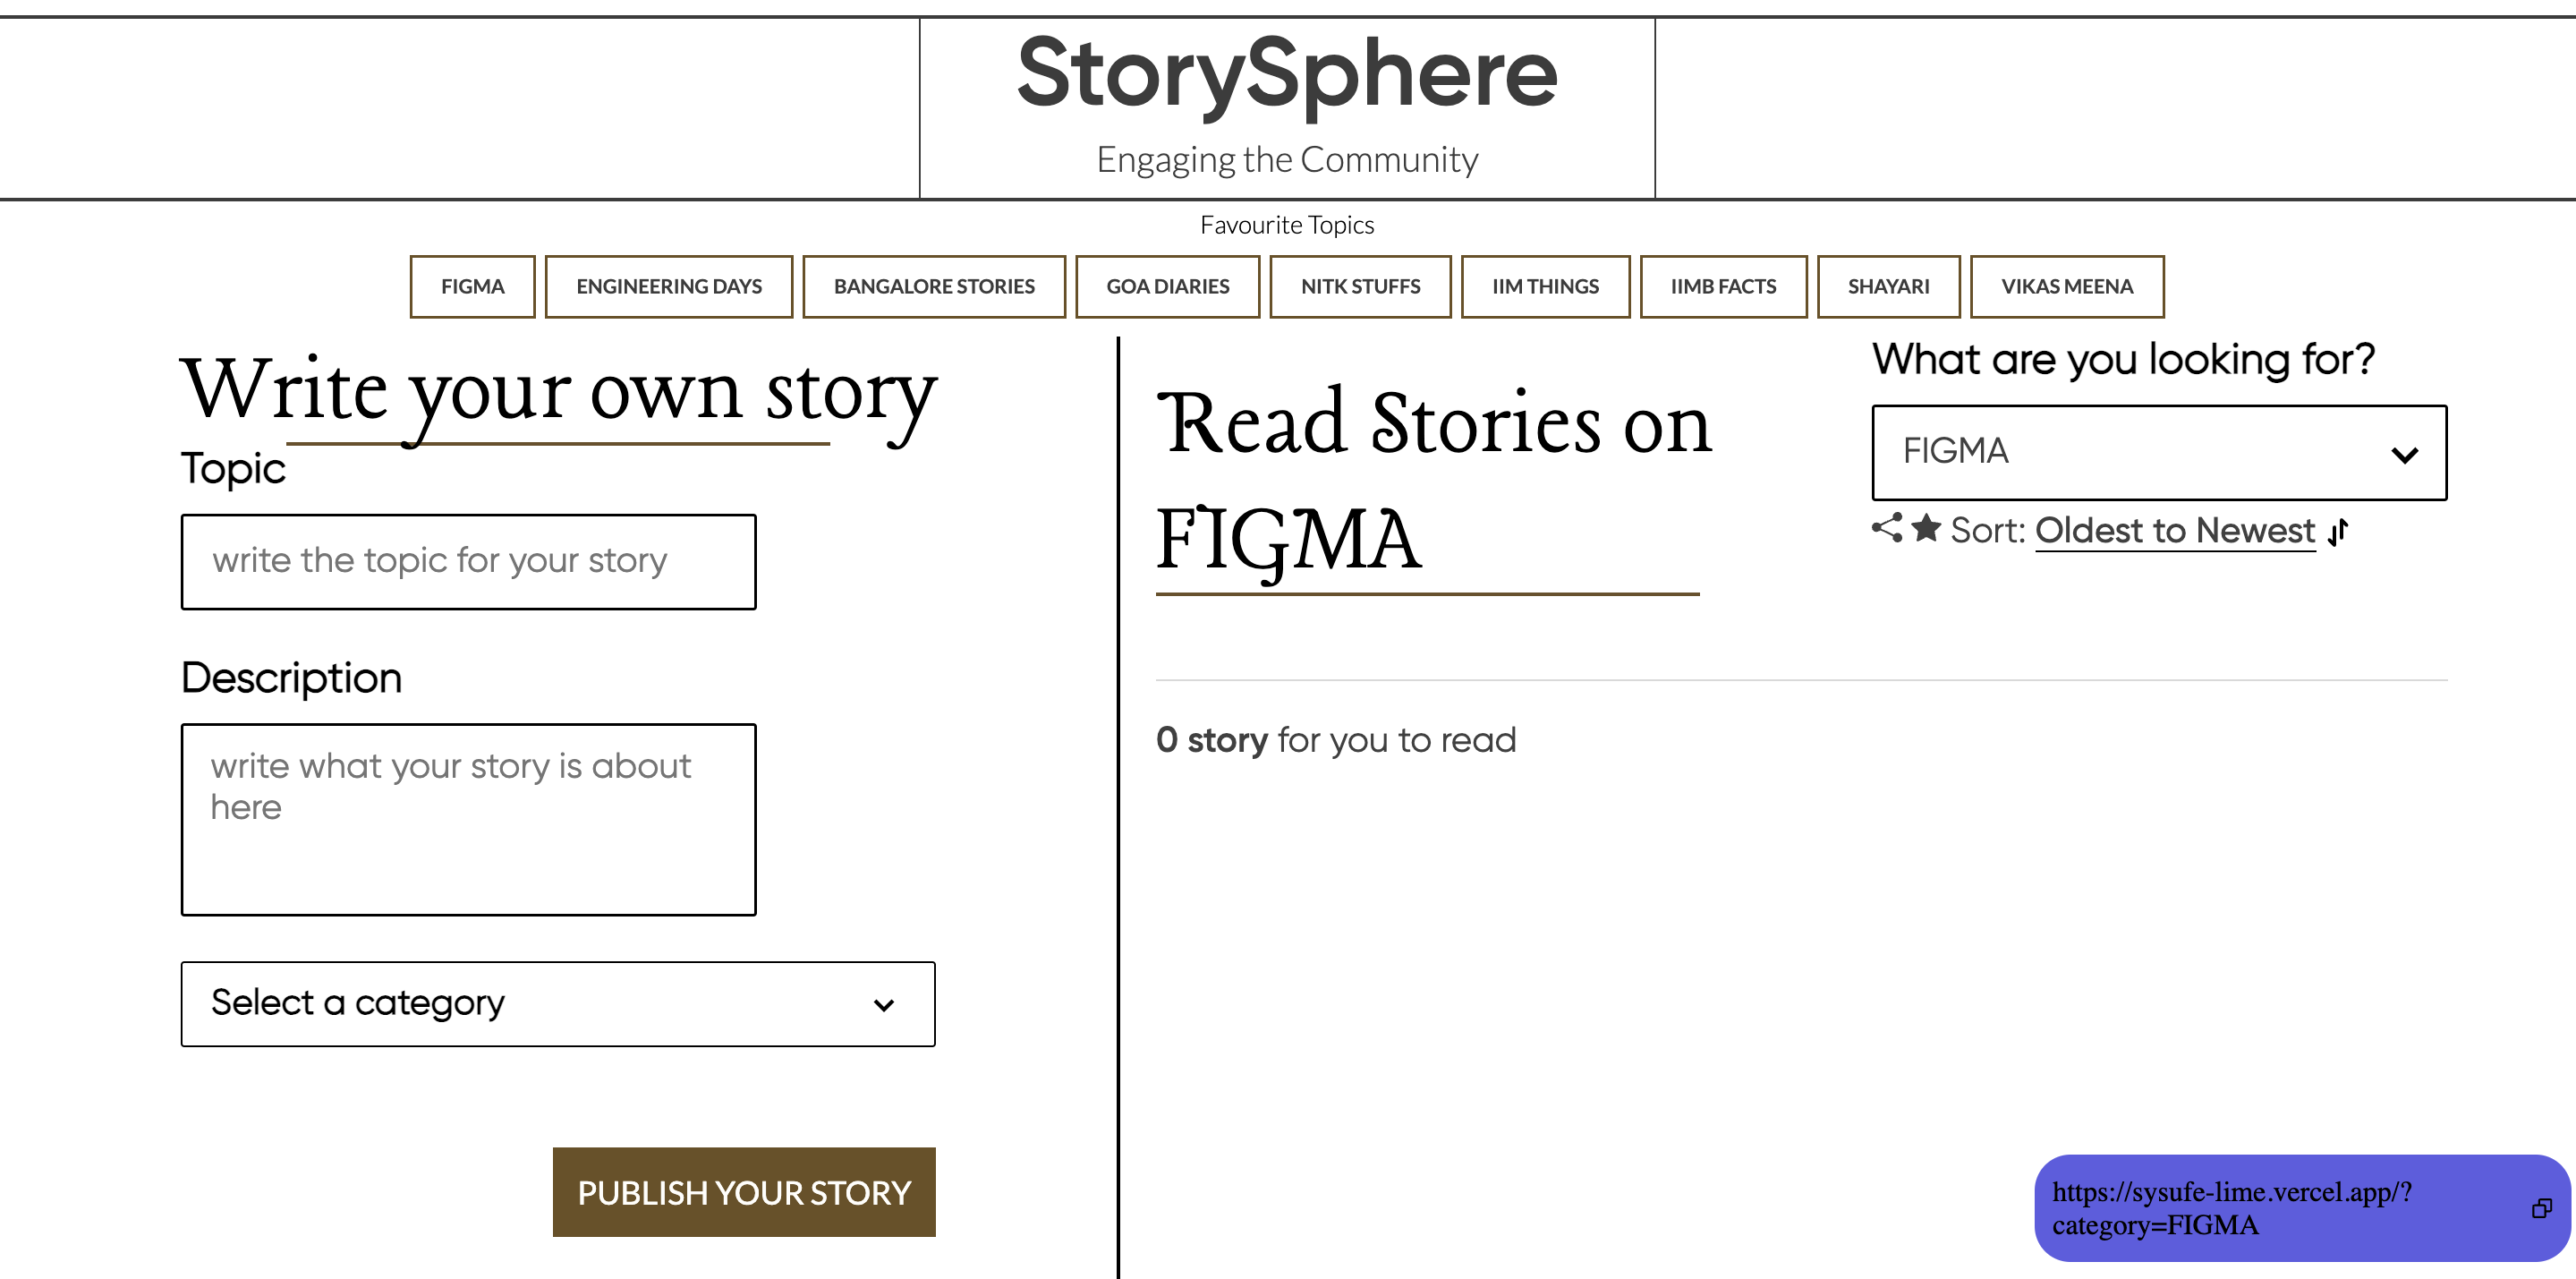 StorySphere
Engaging the Community
Favourite Topics
FIGMA
ENGINEERING DAYS
BANGALORE STORIES
GOA DIARIES
NITK STUFFS
IIM THINGS
IIMB FACTS
SHAYARI
VIKAS MEENA
Write your own story
Topic
write the topic for your story
Description
write what your story is about
here
Select a category
PUBLISH YOUR STORY
Read Stories on
FIGMA
What are you looking for?
FIGMA
Sort: Oldest to Newest
0 story for you to read
https://sysufe-lime.vercel.app/?
category=FIGMA